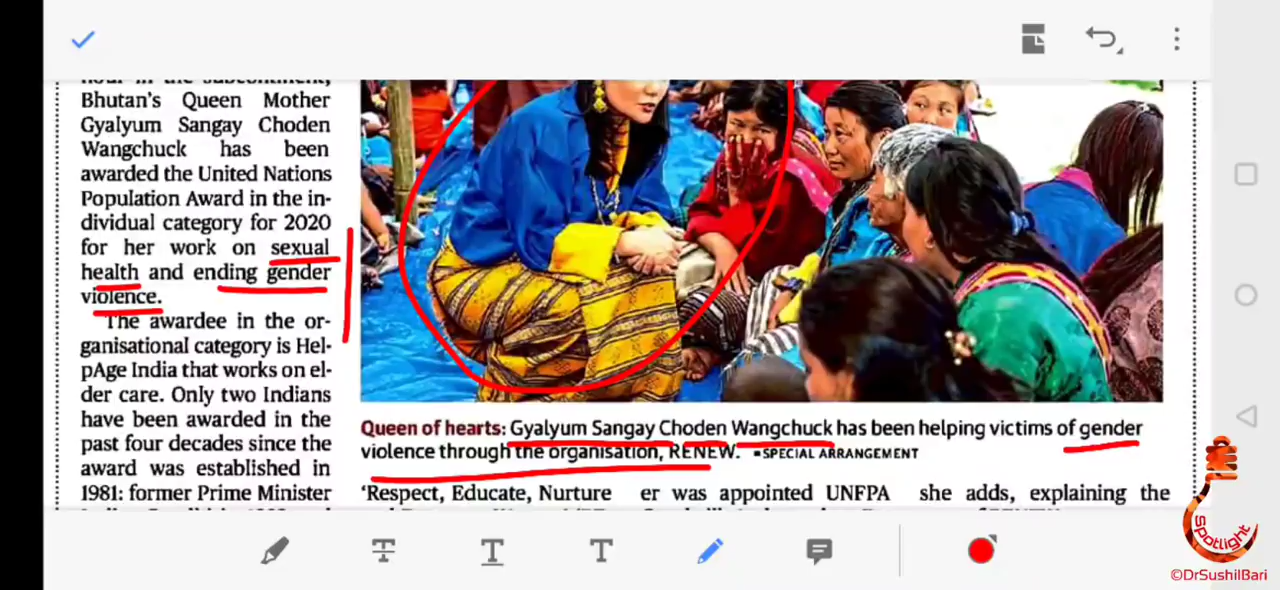 hour in the subcontinent,
Bhutan's Queen Mother
Gyalyum Sangay Choden
Wangchuck has been
awarded the United Nations
Population Award in the in-
dividual category for 2020
for her work on sexual
health and ending gender
violence.
The awardee in the or-
ganisational category is Hel-
pAge India that works on el-
der care. Only two Indians
have been awarded in the
past four decades since the
award was established in
1981: former Prime Minister
Queen of hearts: Gyalyum Sangay Choden Wangchuck has been helping victims of gender
violence through the organisation, RENEW. ▪SPECIAL ARRANGEMENT
'Respect, Educate, Nurture
er was appointed UNFPA
she adds, explaining the
T T T
Spotlight
©DrSushilBari